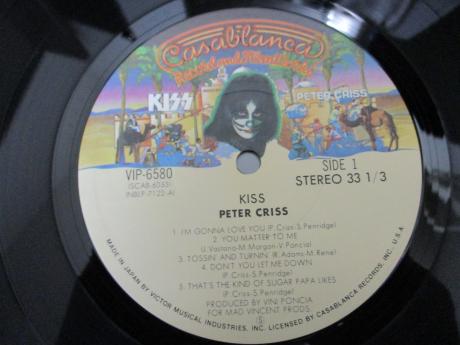 Casablanca
Record and FilmWorks
KISS
PETER CRISS
VIP-6580
(SCAB-6055)
(NBLP-7122-A)
SIDE 1
STEREO 33 1/3
KISS
PETER CRISS
1. I'M GONNA LOVE YOU (P. Criss-S.Penridge)
2. YOU MATTER TO ME
(J. Vastano-M. Morgan-V. Poncia)
3. TOSSIN' AND TURNIN' (R. Adams-M. Rene)
4. DON'T YOU LET ME DOWN
(P. Criss-S.Penridge)
5. THAT'S THE KIND OF SUGAR PAPA LIKES
(P. Criss-S.Penridge)
PRODUCED BY VINI PONCIA
FOR MAD VINCENT PRODS.
S
MADE IN JAPAN BY VICTOR MUSICAL INDUSTRIES, INC. LICENSED BY CASABLANCA RECORDS, INC., U.S.A.